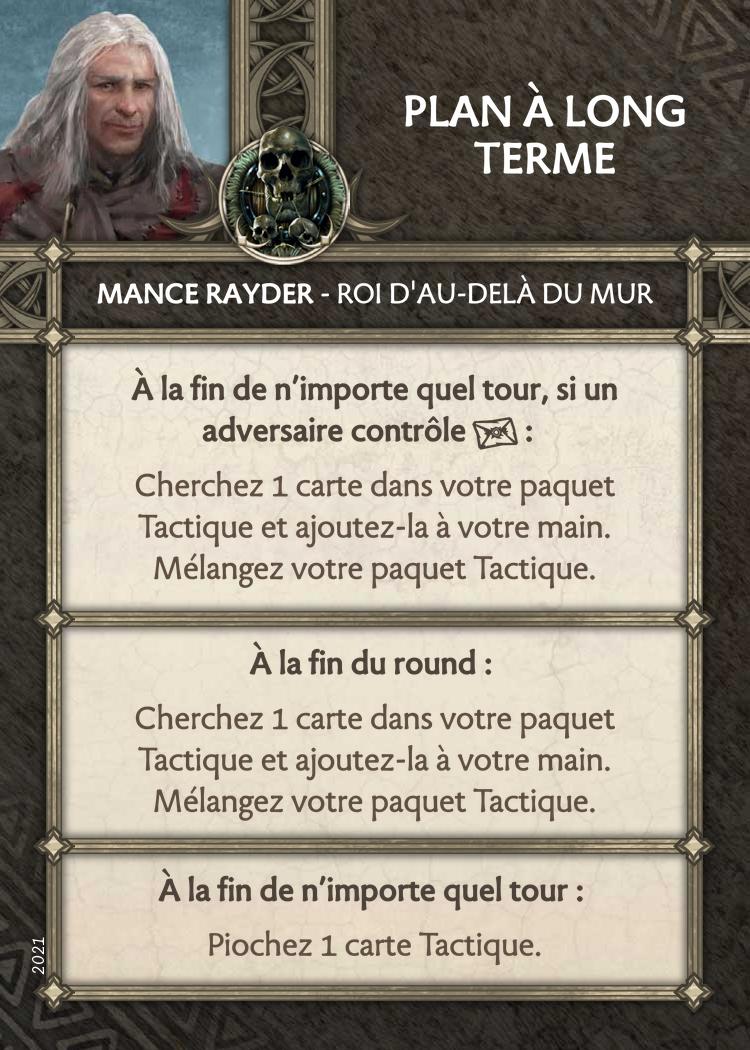 PLAN À LONG
TERME
MANCE RAYDER - ROI D'AU-DELÀ DU MUR
À la fin de n’importe quel tour, si un
adversaire contrôle :
Cherchez 1 carte dans votre paquet
Tactique et ajoutez-la à votre main.
Mélangez votre paquet Tactique.
À la fin du round :
Cherchez 1 carte dans votre paquet
Tactique et ajoutez-la à votre main.
Mélangez votre paquet Tactique.
À la fin de n’importe quel tour :
Piochez 1 carte Tactique.
2021